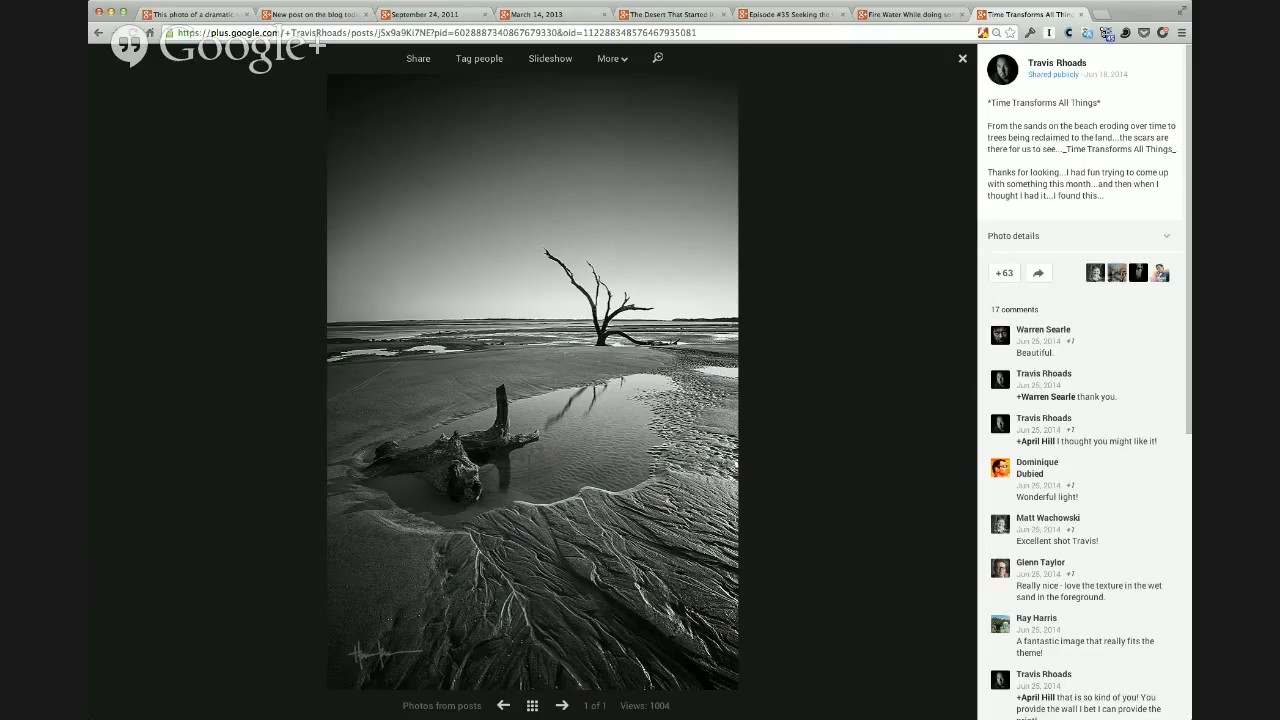 This photo of a dramatic
New post on the blog toda
September 24, 2011
March 14, 2013
The Desert That Started I
Episode #35 Seeking the
Fire Water While doing so
Time Transforms All Things
https://plus.google.com/+TravisRhoads/posts/jSx9a9Ki7NE?pid=6028887340867679330&oid=112288348576467935081
Google+
Share
Tag people
Slideshow
More
Travis Rhoads
Shared publicly - Jun 18, 2014
*Time Transforms All Things*
From the sands on the beach eroding over time to
trees being reclaimed to the land...the scars are
there for us to see..._Time Transforms All Things_.
Thanks for looking...I had fun trying to come up
with something this month...and then when I
thought I had it...I found this...
Photo details
+63
17 comments
Warren Searle
Jun 25, 2014 +1
Beautiful.
Travis Rhoads
Jun 25, 2014
+Warren Searle thank you.
Travis Rhoads
Jun 25, 2014 +1
+April Hill I thought you might like it!
Dominique
Dubied
Jun 25, 2014 +1
Wonderful light!
Matt Wachowski
Jun 25, 2014 +1
Excellent shot Travis!
Glenn Taylor
Jun 25, 2014 +1
Really nice - love the texture in the wet
sand in the foreground.
Ray Harris
Jun 25, 2014
A fantastic image that really fits the
theme!
Travis Rhoads
Jun 25, 2014 +1
+April Hill that is so kind of you! You
provide the wall I bet I can provide the
Photos from posts
1 of 1
Views: 1004